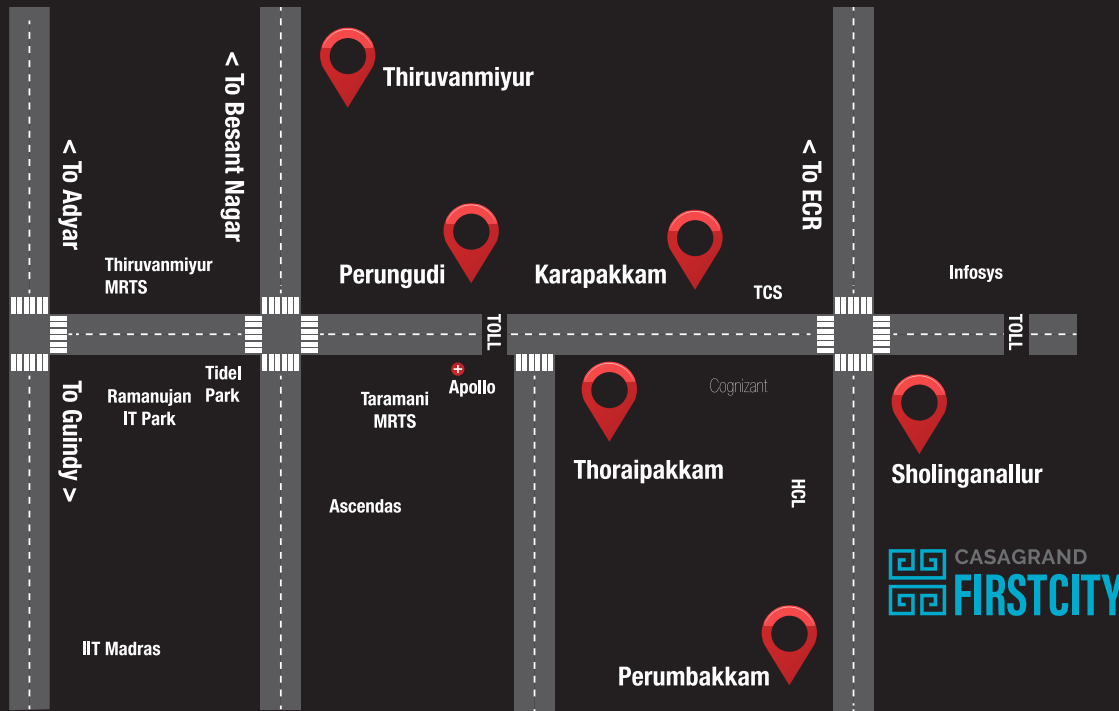 Thiruvanmiyur
< To Besant Nagar
< To Adyar
< To ECR
Thiruvanmiyur
MRTS
Perungudi
Karapakkam
TCS
Infosys
TOLL
TOLL
To Guindy >
Ramanujan
IT Park
Tidel
Park
Taramani
MRTS
Apollo
Cognizant
Thoraipakkam
Sholinganallur
HCL
Ascendas
CASAGRAND
FIRSTCITY
IIT Madras
Perumbakkam